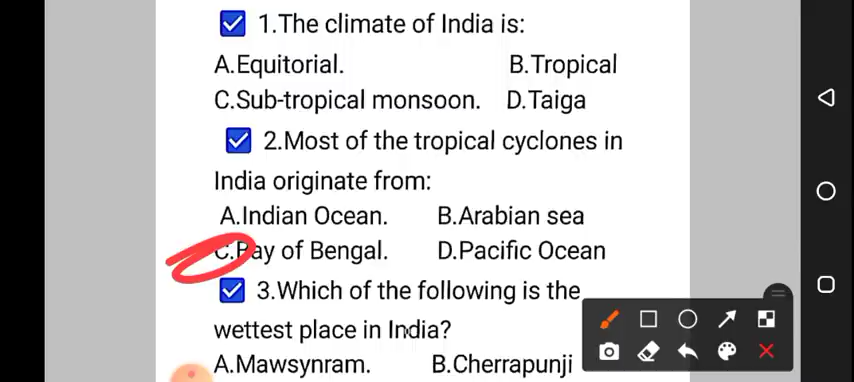 1.The climate of India is:
A.Equitorial. B.Tropical
C.Sub-tropical monsoon. D.Taiga
2.Most of the tropical cyclones in
India originate from:
A.Indian Ocean. B.Arabian sea
C.Bay of Bengal. D.Pacific Ocean
3.Which of the following is the
wettest place in India?
A.Mawsynram. B.Cherrapunji